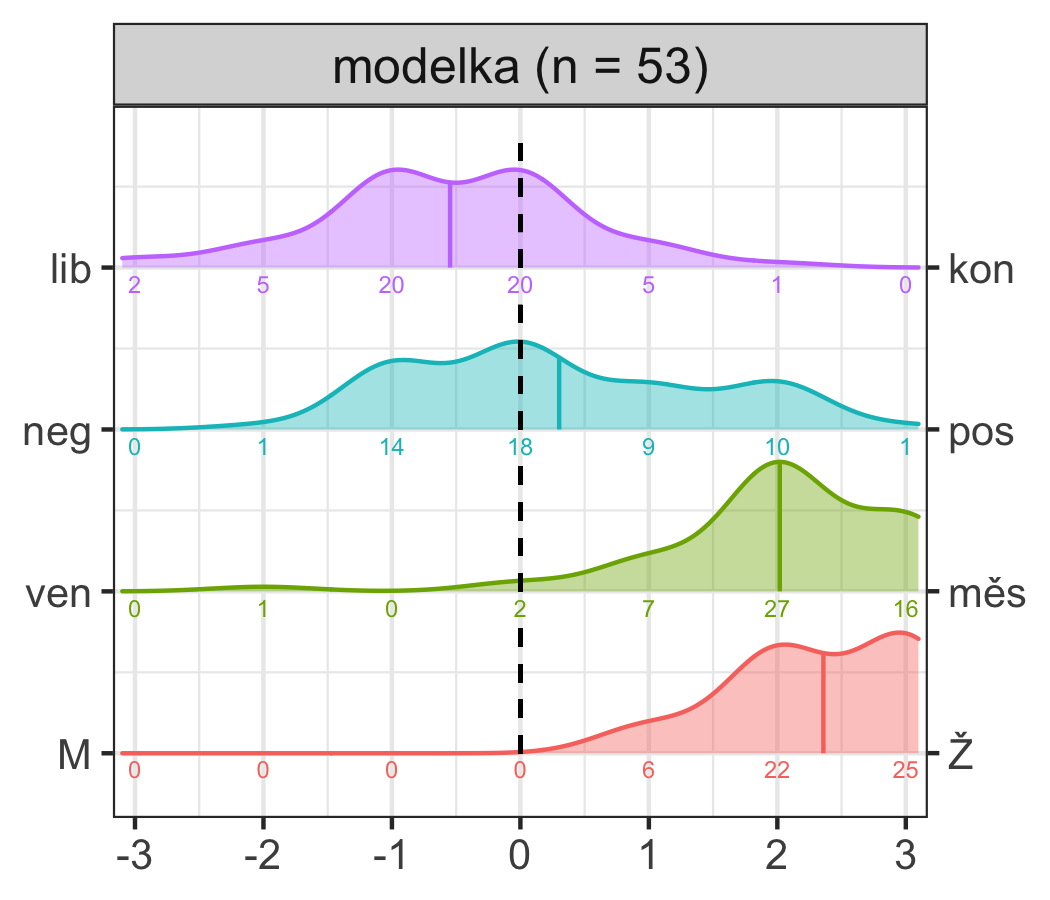 modelka (n = 53)
lib kon
2 5 20 20 5 1 0
neg pos
0 1 14 18 9 10 1
ven měs
0 1 0 2 7 27 16
M Ž
0 0 0 0 6 22 25
-3 -2 -1 0 1 2 3